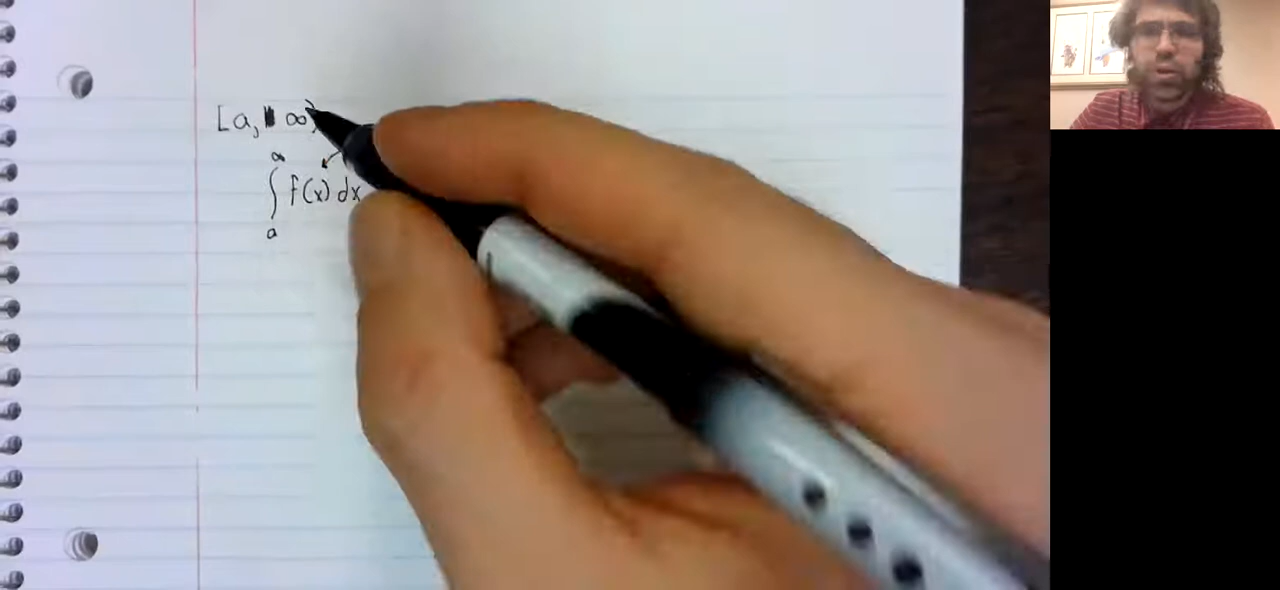 [a, ∞)
∞
∫ f(x) dx
a